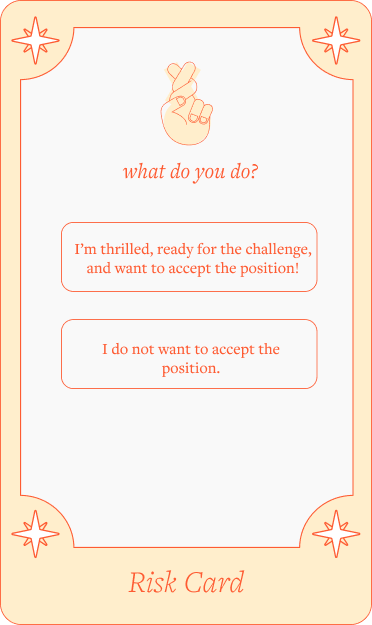 what do you do?
I'm thrilled, ready for the challenge,
and want to accept the position!
I do not want to accept the
position.
Risk Card